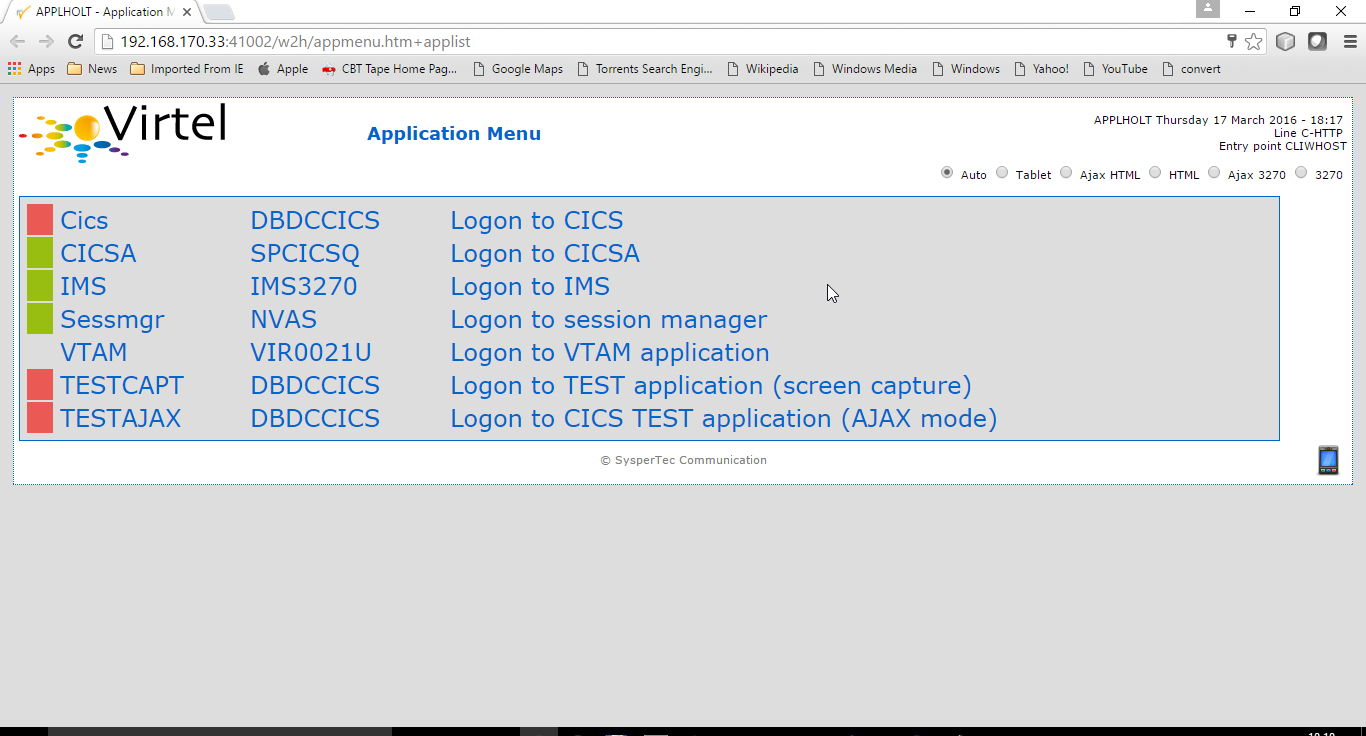 APPLHOLT - Application M
192.168.170.33:41002/w2h/appmenu.htm+applist
Apps News Imported From IE Apple CBT Tape Home Pag... Google Maps Torrents Search Engi... Wikipedia Windows Media Windows Yahoo! YouTube convert
Virtel
Application Menu
APPLHOLT Thursday 17 March 2016 - 18:17
Line C-HTTP
Entry point CLIWHOST
Auto Tablet Ajax HTML HTML Ajax 3270 3270
Cics DBDCCICS Logon to CICS
CICSA SPCICSQ Logon to CICSA
IMS IMS3270 Logon to IMS
Sessmgr NVAS Logon to session manager
VTAM VIR0021U Logon to VTAM application
TESTCAPT DBDCCICS Logon to TEST application (screen capture)
TESTAJAX DBDCCICS Logon to CICS TEST application (AJAX mode)
© SysperTec Communication